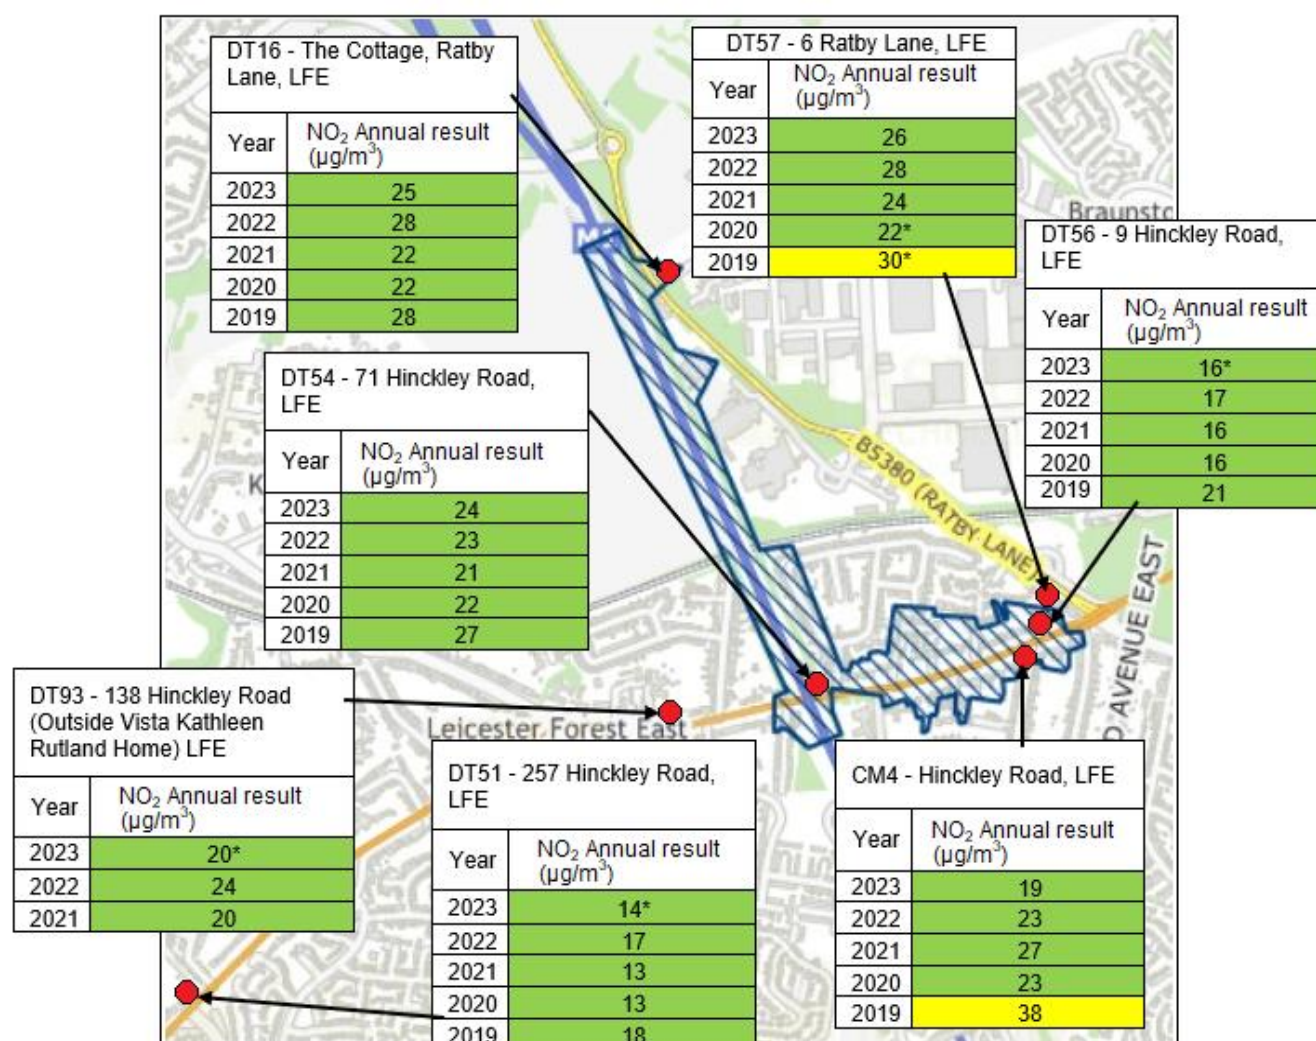 DT16 - The Cottage, Ratby
Lane, LFE
Year NO₂ Annual result
(µg/m³)
2023 25
2022 28
2021 22
2020 22
2019 28
DT57 - 6 Ratby Lane, LFE
Year NO₂ Annual result
(µg/m³)
2023 26
2022 28
2021 24
2020 22*
2019 30*
DT56 - 9 Hinckley Road,
LFE
Year NO₂ Annual result
(µg/m³)
2023 16*
2022 17
2021 16
2020 16
2019 21
DT54 - 71 Hinckley Road,
LFE
Year NO₂ Annual result
(µg/m³)
2023 24
2022 23
2021 21
2020 22
2019 27
DT93 - 138 Hinckley Road
(Outside Vista Kathleen
Rutland Home) LFE
Year NO₂ Annual result
(µg/m³)
2023 20*
2022 24
2021 20
DT51 - 257 Hinckley Road,
LFE
Year NO₂ Annual result
(µg/m³)
2023 14*
2022 17
2021 13
2020 13
2019 18
CM4 - Hinckley Road, LFE
Year NO₂ Annual result
(µg/m³)
2023 19
2022 23
2021 27
2020 23
2019 38
Braunstc
B5380 (RATBY LANE)
Leicester Forest East
D AVENUE EAST